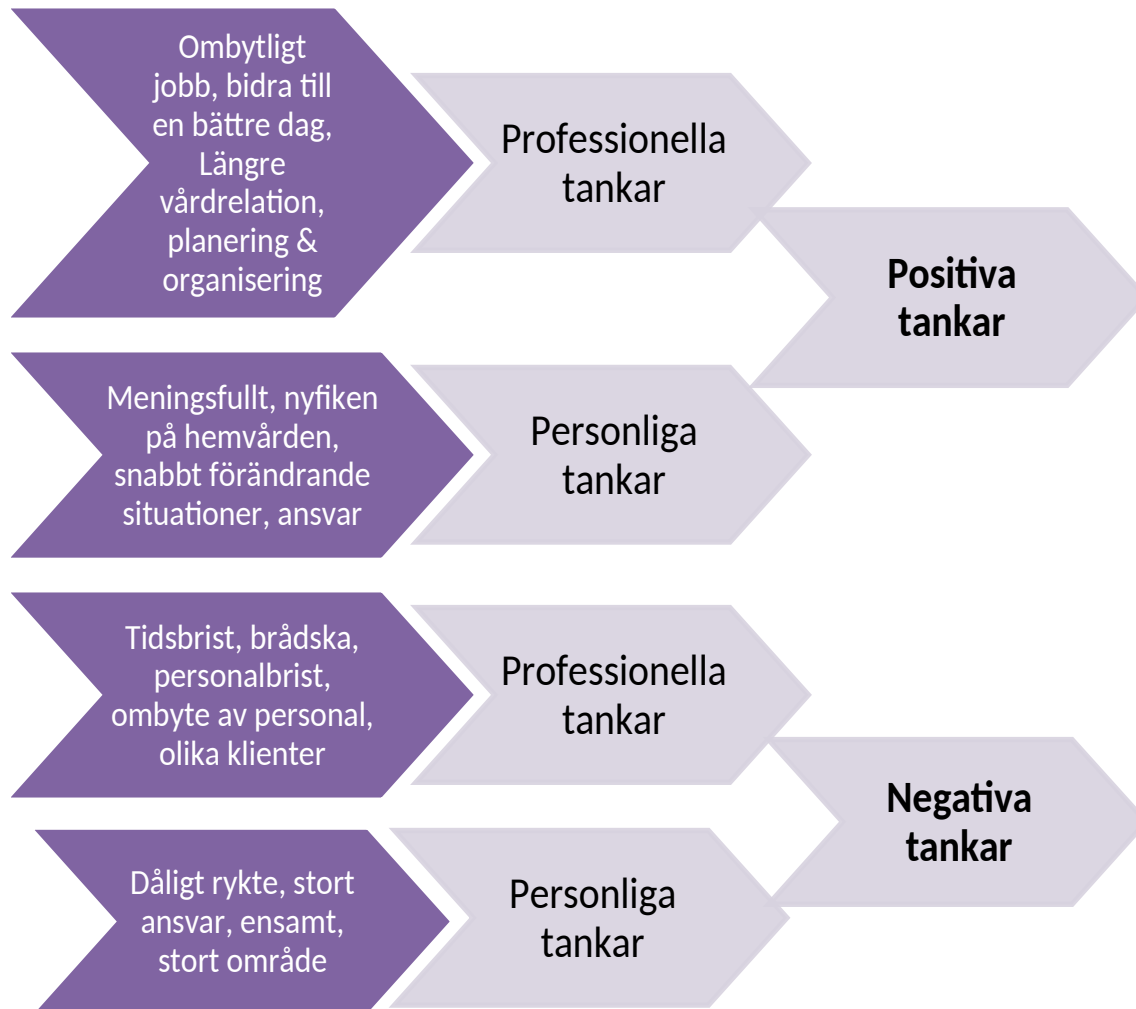 Ombytligt
jobb, bidra till
en bättre dag,
Längre
vårdrelation,
planering &
organisering
Professionella
tankar
Positiva
tankar
Meningsfullt, nyfiken
på hemvården,
snabbt förändrande
situationer, ansvar
Personliga
tankar
Tidsbrist, brådska,
personalbrist,
ombyte av personal,
olika klienter
Professionella
tankar
Negativa
tankar
Dåligt rykte, stort
ansvar, ensamt,
stort område
Personliga
tankar